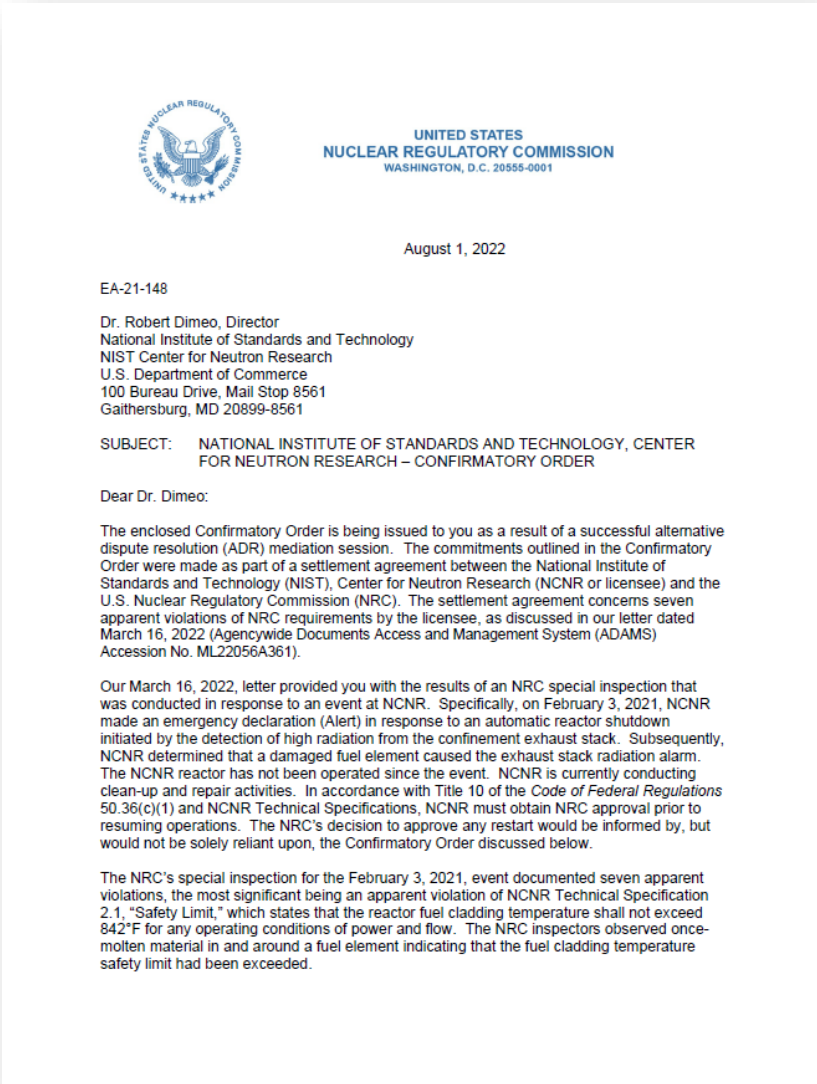 UNITED STATES NUCLEAR REGULATORY COMMISSION
★★★★★
UNITED STATES
NUCLEAR REGULATORY COMMISSION
WASHINGTON, D.C. 20555-0001
August 1, 2022
EA-21-148
Dr. Robert Dimeo, Director
National Institute of Standards and Technology
NIST Center for Neutron Research
U.S. Department of Commerce
100 Bureau Drive, Mail Stop 8561
Gaithersburg, MD 20899-8561
SUBJECT: NATIONAL INSTITUTE OF STANDARDS AND TECHNOLOGY, CENTER
FOR NEUTRON RESEARCH – CONFIRMATORY ORDER
Dear Dr. Dimeo:
The enclosed Confirmatory Order is being issued to you as a result of a successful alternative
dispute resolution (ADR) mediation session. The commitments outlined in the Confirmatory
Order were made as part of a settlement agreement between the National Institute of
Standards and Technology (NIST), Center for Neutron Research (NCNR or licensee) and the
U.S. Nuclear Regulatory Commission (NRC). The settlement agreement concerns seven
apparent violations of NRC requirements by the licensee, as discussed in our letter dated
March 16, 2022 (Agencywide Documents Access and Management System (ADAMS)
Accession No. ML22056A361).
Our March 16, 2022, letter provided you with the results of an NRC special inspection that
was conducted in response to an event at NCNR. Specifically, on February 3, 2021, NCNR
made an emergency declaration (Alert) in response to an automatic reactor shutdown
initiated by the detection of high radiation from the confinement exhaust stack. Subsequently,
NCNR determined that a damaged fuel element caused the exhaust stack radiation alarm.
The NCNR reactor has not been operated since the event. NCNR is currently conducting
clean-up and repair activities. In accordance with Title 10 of the Code of Federal Regulations
50.36(c)(1) and NCNR Technical Specifications, NCNR must obtain NRC approval prior to
resuming operations. The NRC's decision to approve any restart would be informed by, but
would not be solely reliant upon, the Confirmatory Order discussed below.
The NRC's special inspection for the February 3, 2021, event documented seven apparent
violations, the most significant being an apparent violation of NCNR Technical Specification
2.1, “Safety Limit,” which states that the reactor fuel cladding temperature shall not exceed
842°F for any operating conditions of power and flow. The NRC inspectors observed once-
molten material in and around a fuel element indicating that the fuel cladding temperature
safety limit had been exceeded.